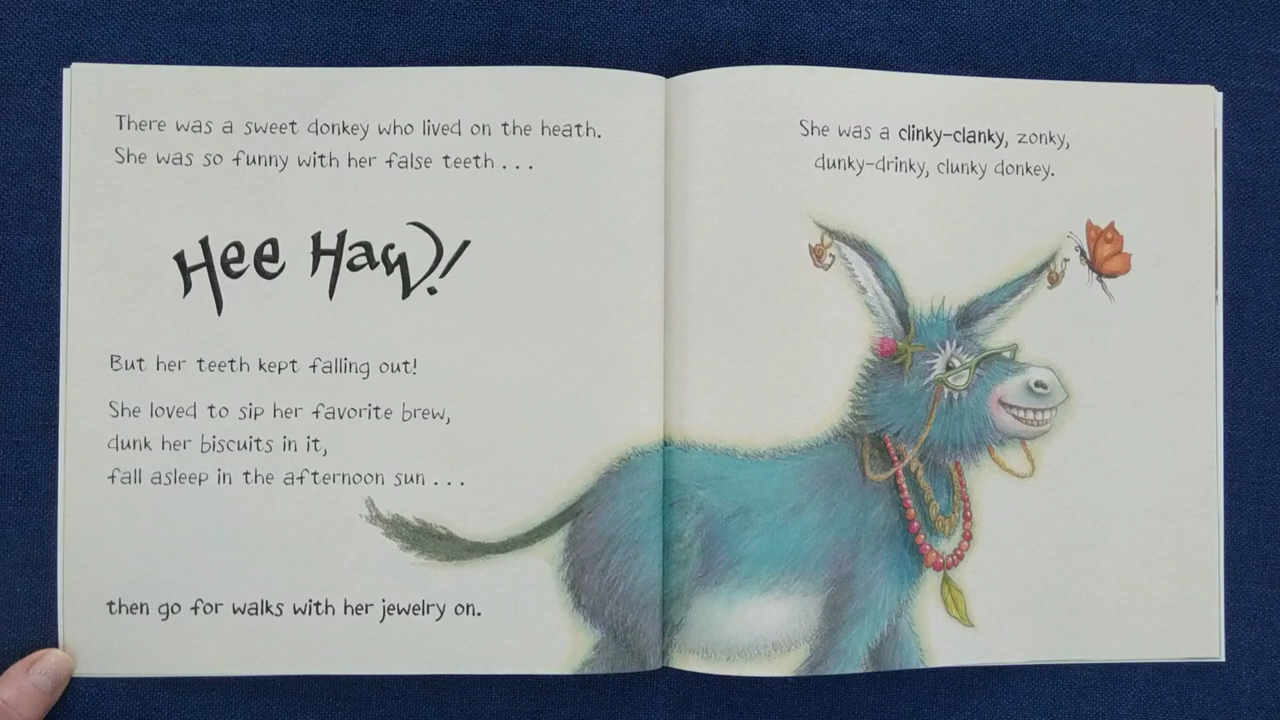 There was a sweet donkey who lived on the heath.
She was so funny with her false teeth . . .
Hee Haw!
But her teeth kept falling out!
She loved to sip her favorite brew,
dunk her biscuits in it,
fall asleep in the afternoon sun . . .
then go for walks with her jewelry on.
She was a clinky-clanky, zonky,
dunky-drinky, clunky donkey.